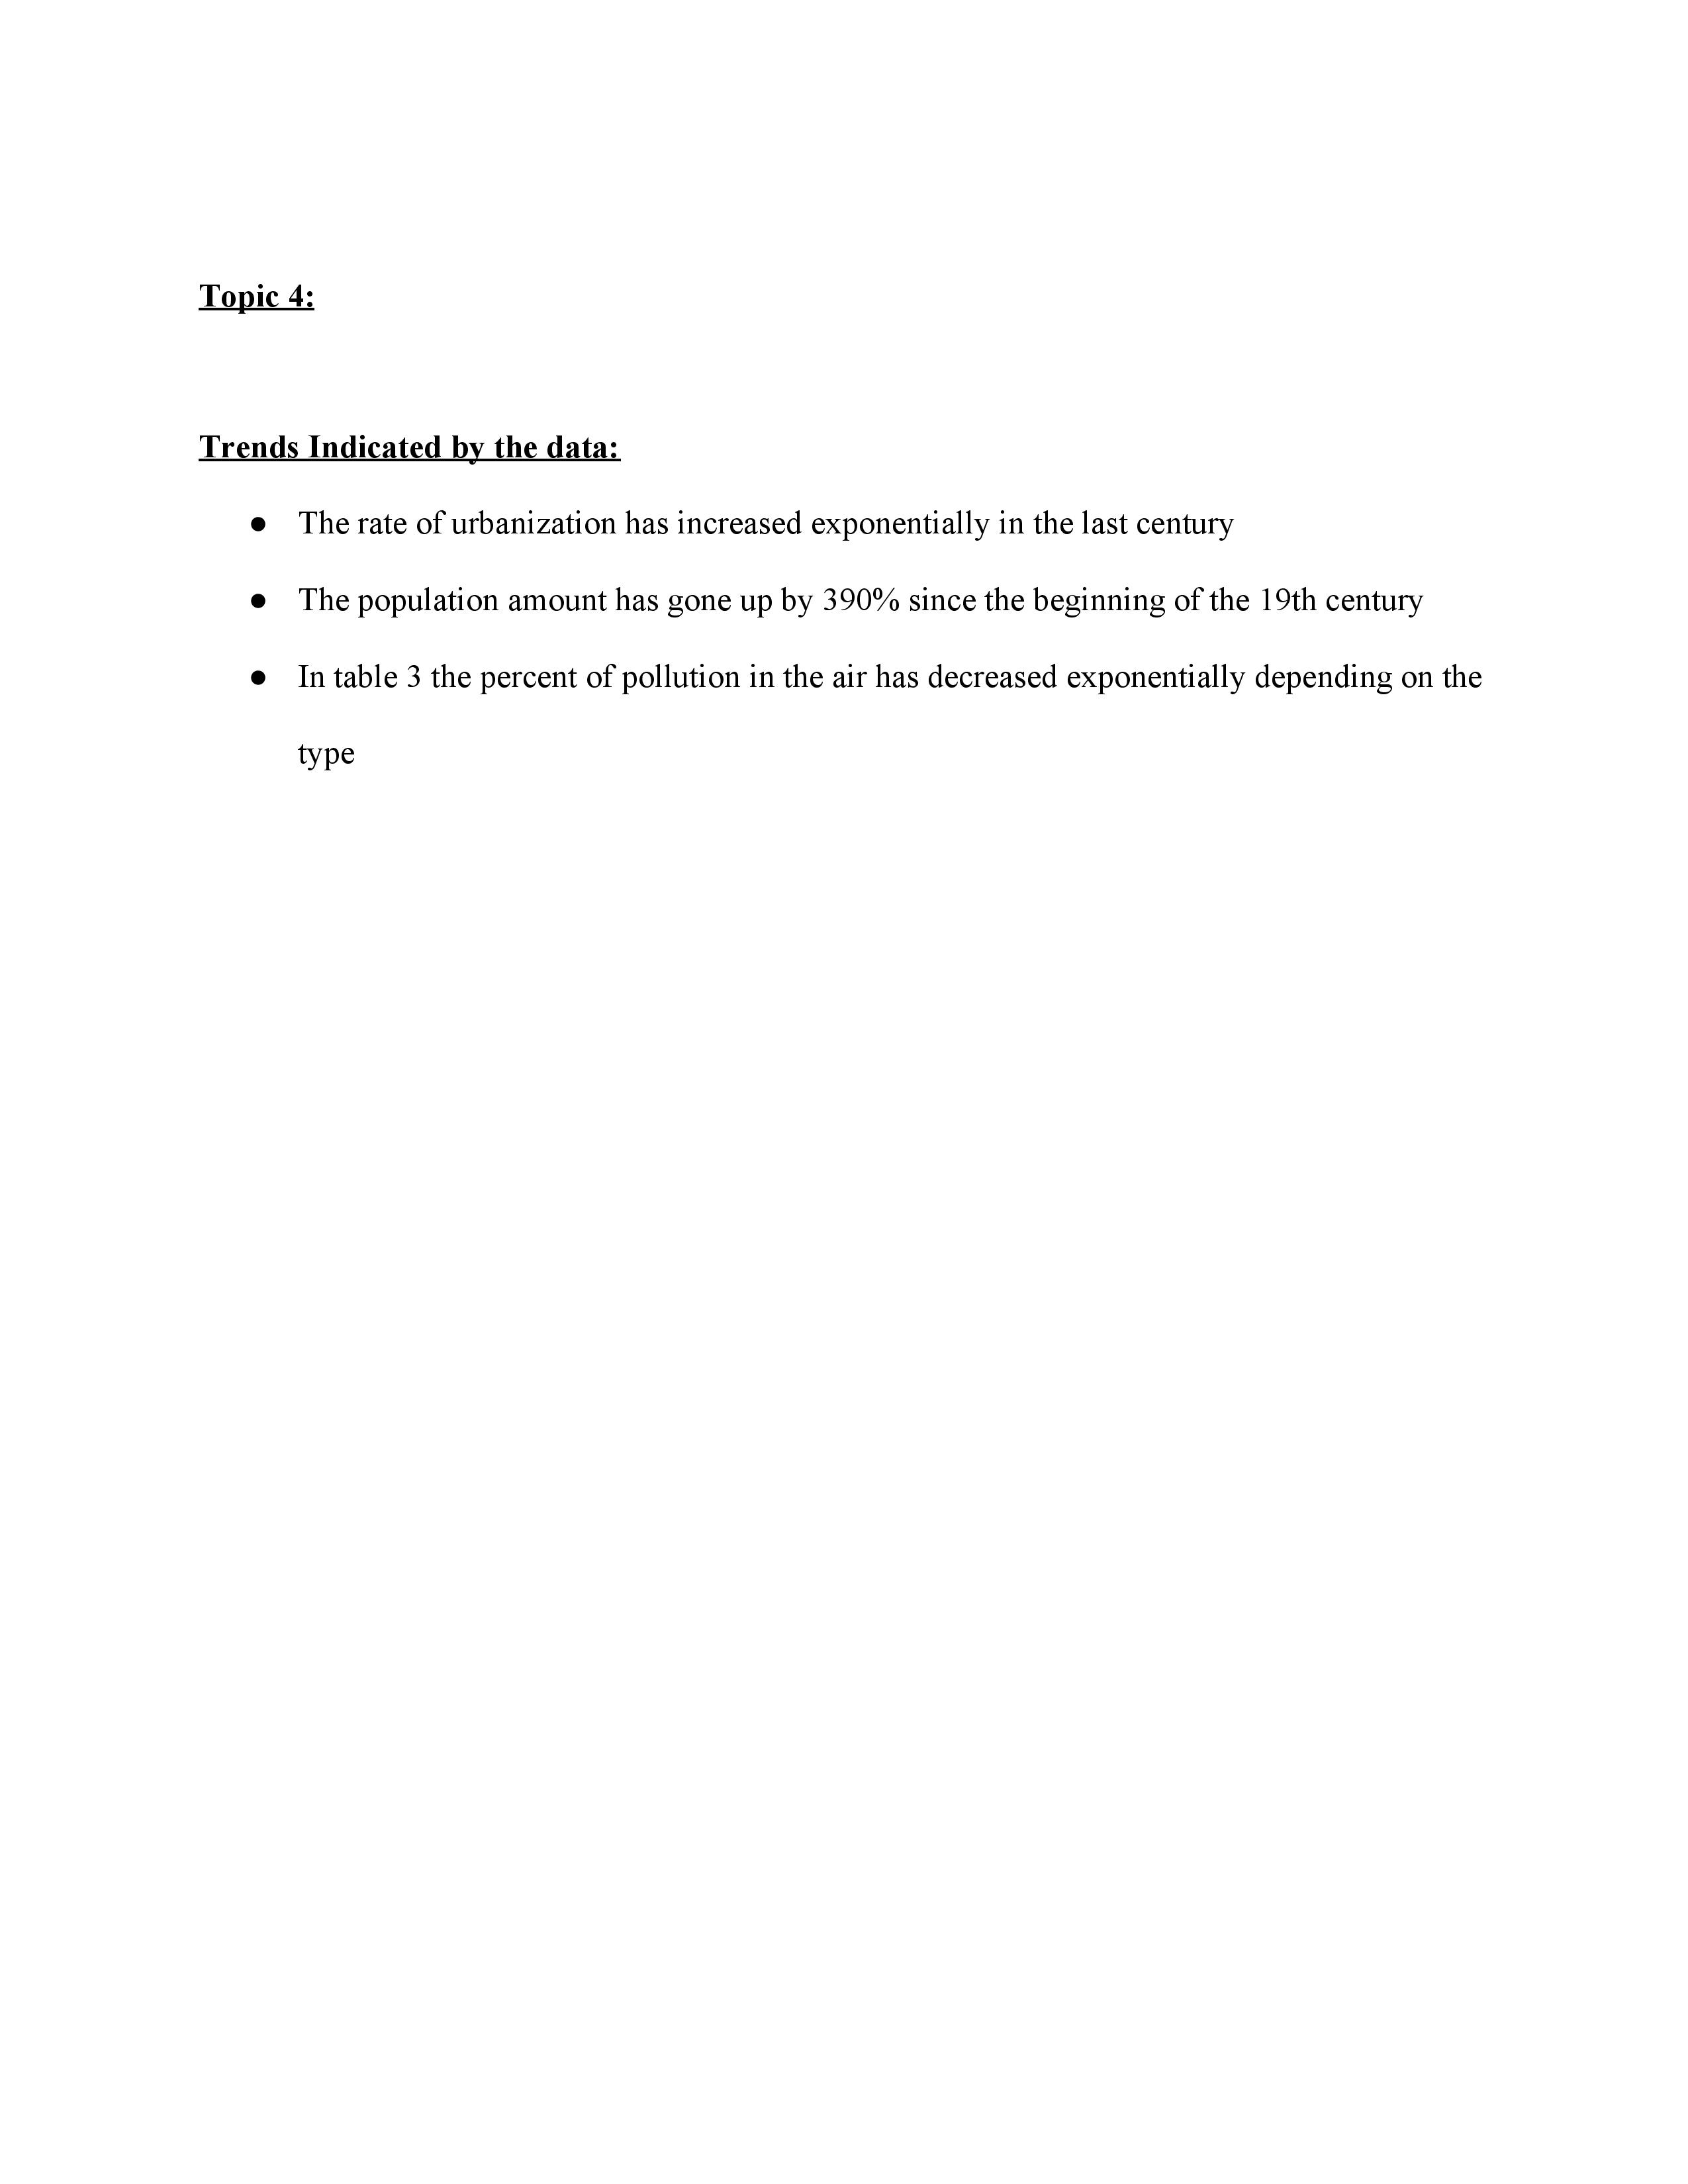 Topic 4:
Trends Indicated by the data:
● The rate of urbanization has increased exponentially in the last century
● The population amount has gone up by 390% since the beginning of the 19th century
● In table 3 the percent of pollution in the air has decreased exponentially depending on the
type